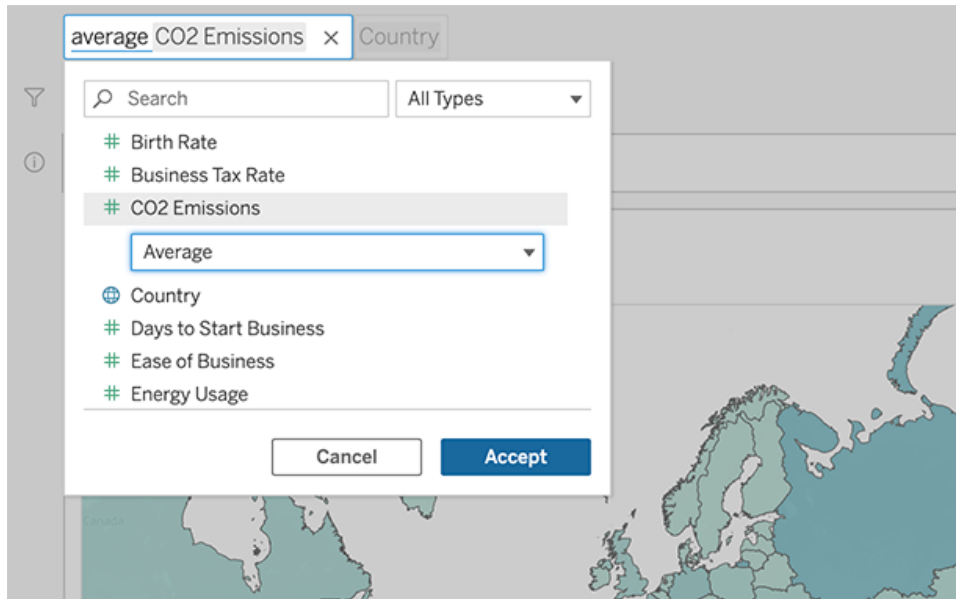 average CO2 Emissions × Country
Search All Types
# Birth Rate
# Business Tax Rate
# CO2 Emissions
Average
Country
# Days to Start Business
# Ease of Business
# Energy Usage
Cancel Accept
Canada